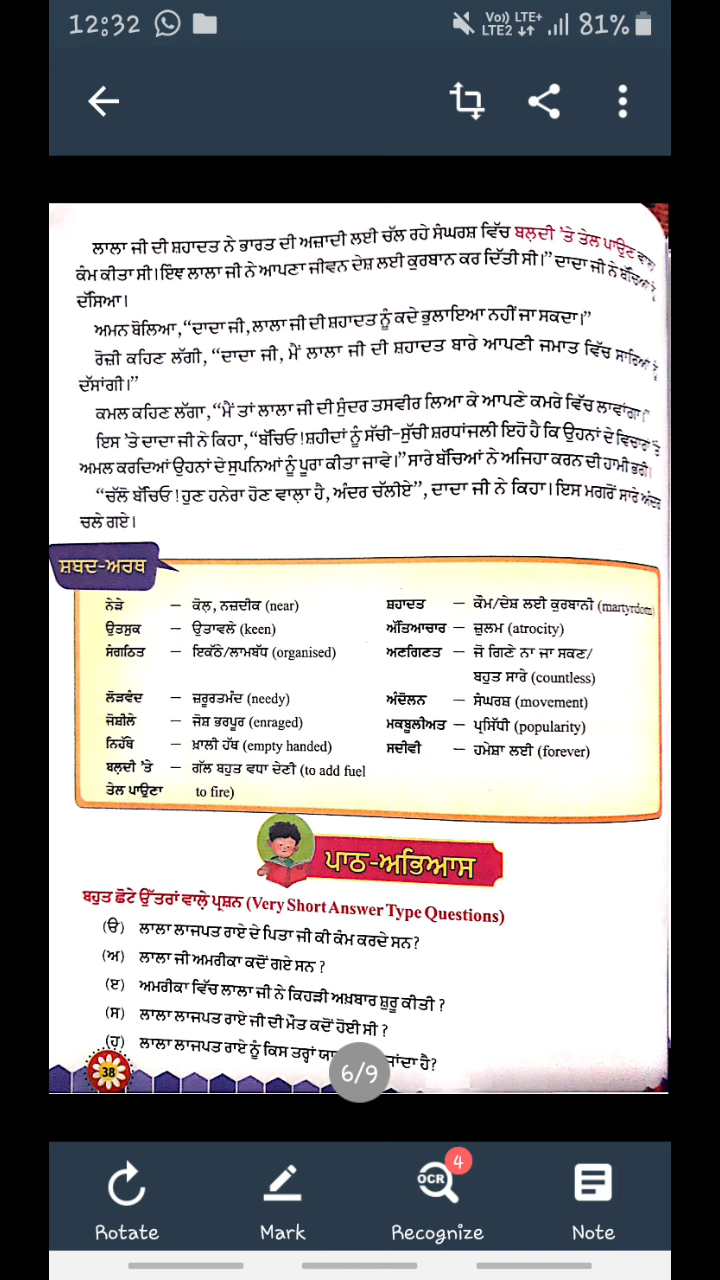 12:32
Vo)) LTE+
LTE2
81%
ਲਾਲਾ ਜੀ ਦੀ ਸ਼ਹਾਦਤ ਨੇ ਭਾਰਤ ਦੀ ਅਜ਼ਾਦੀ ਲਈ ਚੱਲ ਰਹੇ ਸੰਘਰਸ਼ ਵਿੱਚ ਬਲ਼ਦੀ 'ਤੇ ਤੇਲ ਪਾਉਣ ਵਾਲਾ
ਕੰਮ ਕੀਤਾ ਸੀ। ਇੰਞ ਲਾਲਾ ਜੀ ਨੇ ਆਪਣਾ ਜੀਵਨ ਦੇਸ਼ ਲਈ ਕੁਰਬਾਨ ਕਰ ਦਿੱਤੀ ਸੀ।” ਦਾਦਾ ਜੀ ਨੇ ਬੱਚਿਆਂ ਨੂੰ
ਦੱਸਿਆ।
ਅਮਨ ਬੋਲਿਆ, “ਦਾਦਾ ਜੀ, ਲਾਲਾ ਜੀ ਦੀ ਸ਼ਹਾਦਤ ਨੂੰ ਕਦੇ ਭੁਲਾਇਆ ਨਹੀਂ ਜਾ ਸਕਦਾ।”
ਰੋਜ਼ੀ ਕਹਿਣ ਲੱਗੀ, “ਦਾਦਾ ਜੀ, ਮੈਂ ਲਾਲਾ ਜੀ ਦੀ ਸ਼ਹਾਦਤ ਬਾਰੇ ਆਪਣੀ ਜਮਾਤ ਵਿੱਚ ਸਾਰਿਆਂ ਨੂੰ
ਦੱਸਾਂਗੀ।”
ਕਮਲ ਕਹਿਣ ਲੱਗਾ, “ਮੈਂ ਤਾਂ ਲਾਲਾ ਜੀ ਦੀ ਸੁੰਦਰ ਤਸਵੀਰ ਲਿਆ ਕੇ ਆਪਣੇ ਕਮਰੇ ਵਿੱਚ ਲਾਵਾਂਗਾ।”
ਇਸ 'ਤੇ ਦਾਦਾ ਜੀ ਨੇ ਕਿਹਾ, “ਬੱਚਿਓ ! ਸ਼ਹੀਦਾਂ ਨੂੰ ਸੱਚੀ-ਸੁੱਚੀ ਸ਼ਰਧਾਂਜਲੀ ਇਹੋ ਹੈ ਕਿ ਉਹਨਾਂ ਦੇ ਵਿਚਾਰਾਂ 'ਤੇ
ਅਮਲ ਕਰਦਿਆਂ ਉਹਨਾਂ ਦੇ ਸੁਪਨਿਆਂ ਨੂੰ ਪੂਰਾ ਕੀਤਾ ਜਾਵੇ।” ਸਾਰੇ ਬੱਚਿਆਂ ਨੇ ਅਜਿਹਾ ਕਰਨ ਦੀ ਹਾਮੀ ਭਰੀ।
“ਚੱਲੋ ਬੱਚਿਓ ! ਹੁਣ ਹਨੇਰਾ ਹੋਣ ਵਾਲ਼ਾ ਹੈ, ਅੰਦਰ ਚੱਲੀਏ”, ਦਾਦਾ ਜੀ ਨੇ ਕਿਹਾ। ਇਸ ਮਗਰੋਂ ਸਾਰੇ ਅੰਦਰ
ਚਲੇ ਗਏ।
ਸ਼ਬਦ-ਅਰਥ
ਨੇੜੇ – ਕੋਲ਼, ਨਜ਼ਦੀਕ (near)
ਉਤਸੁਕ – ਉਤਾਵਲੇ (keen)
ਸੰਗਠਿਤ – ਇਕੱਠੇ/ਲਾਮਬੱਧ (organised)
ਲੋੜਵੰਦ – ਜ਼ਰੂਰਤਮੰਦ (needy)
ਜੋਸ਼ੀਲੇ – ਜੋਸ਼ ਭਰਪੂਰ (enraged)
ਨਿਹੱਥੇ – ਖ਼ਾਲੀ ਹੱਥ (empty handed)
ਬਲ਼ਦੀ 'ਤੇ – ਗੱਲ ਬਹੁਤ ਵਧਾ ਦੇਣੀ (to add fuel
ਤੇਲ ਪਾਉਣਾ to fire)
ਸ਼ਹਾਦਤ – ਕੌਮ/ਦੇਸ਼ ਲਈ ਕੁਰਬਾਨੀ (martyrdom)
ਅੱਤਿਆਚਾਰ – ਜ਼ੁਲਮ (atrocity)
ਅਣਗਿਣਤ – ਜੋ ਗਿਣੇ ਨਾ ਜਾ ਸਕਣ/
ਬਹੁਤ ਸਾਰੇ (countless)
ਅੰਦੋਲਨ – ਸੰਘਰਸ਼ (movement)
ਮਕਬੂਲੀਅਤ – ਪ੍ਰਸਿੱਧੀ (popularity)
ਸਦੀਵੀ – ਹਮੇਸ਼ਾ ਲਈ (forever)
ਪਾਠ-ਅਭਿਆਸ
ਬਹੁਤ ਛੋਟੇ ਉੱਤਰਾਂ ਵਾਲ਼ੇ ਪ੍ਰਸ਼ਨ (Very Short Answer Type Questions)
(ੳ) ਲਾਲਾ ਲਾਜਪਤ ਰਾਏ ਦੇ ਪਿਤਾ ਜੀ ਕੀ ਕੰਮ ਕਰਦੇ ਸਨ?
(ਅ) ਲਾਲਾ ਜੀ ਅਮਰੀਕਾ ਕਦੋਂ ਗਏ ਸਨ ?
(ੲ) ਅਮਰੀਕਾ ਵਿੱਚ ਲਾਲਾ ਜੀ ਨੇ ਕਿਹੜੀ ਅਖ਼ਬਾਰ ਸ਼ੁਰੂ ਕੀਤੀ ?
(ਸ) ਲਾਲਾ ਲਾਜਪਤ ਰਾਏ ਜੀ ਦੀ ਮੌਤ ਕਦੋਂ ਹੋਈ ਸੀ ?
(ਹ) ਲਾਲਾ ਲਾਜਪਤ ਰਾਏ ਨੂੰ ਕਿਸ ਤਰ੍ਹਾਂ ਜਾਂਦਾ ਹੈ?
38
6/9
4
OCR
Rotate
Mark
Recognize
Note